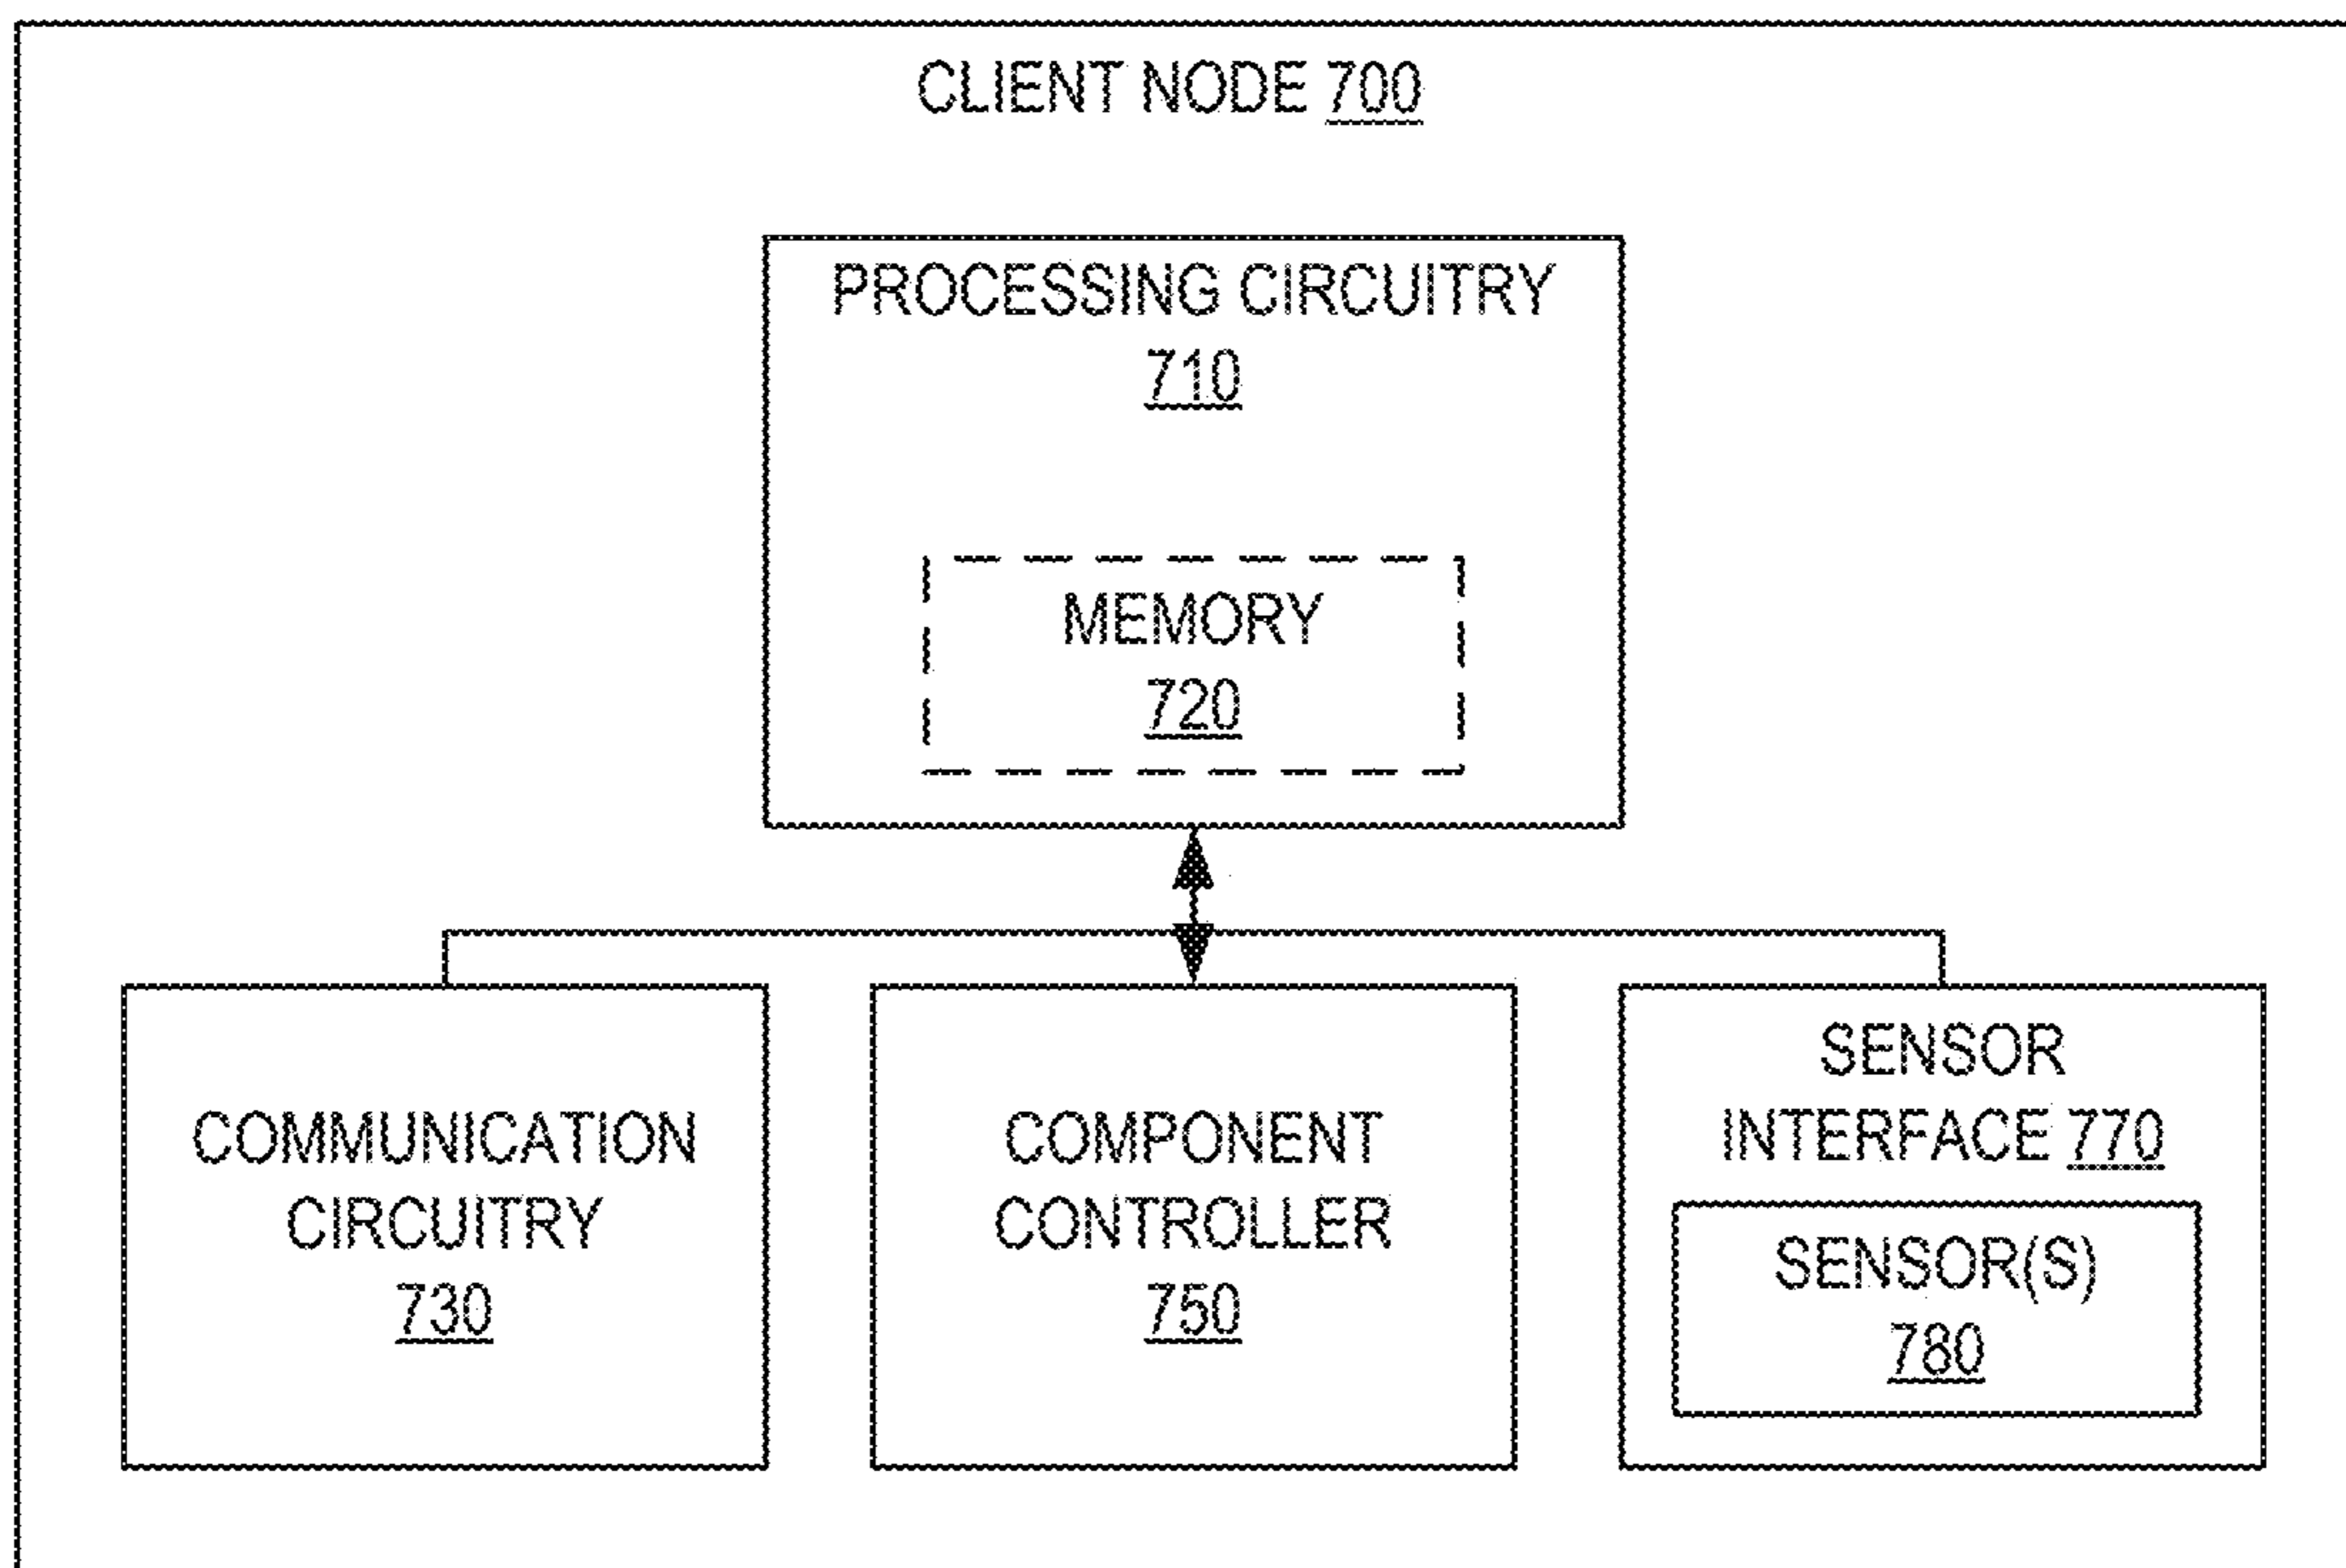 CLIENT NODE 700
PROCESSING CIRCUITRY
710
MEMORY
720
COMMUNICATION
CIRCUITRY
730
COMPONENT
CONTROLLER
750
SENSOR
INTERFACE 770
SENSOR(S)
780